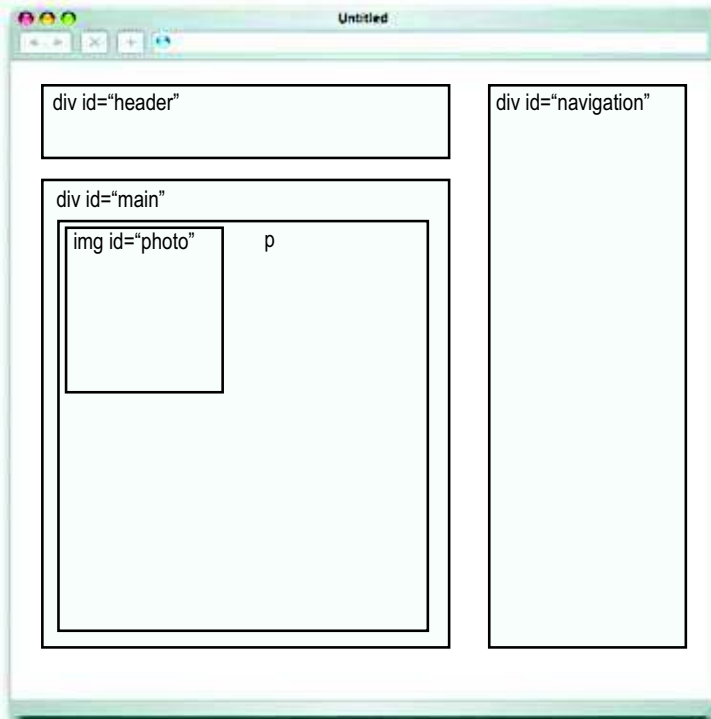 Untitled
div id=“header”
div id=“navigation”
div id=“main”
img id=“photo”
p